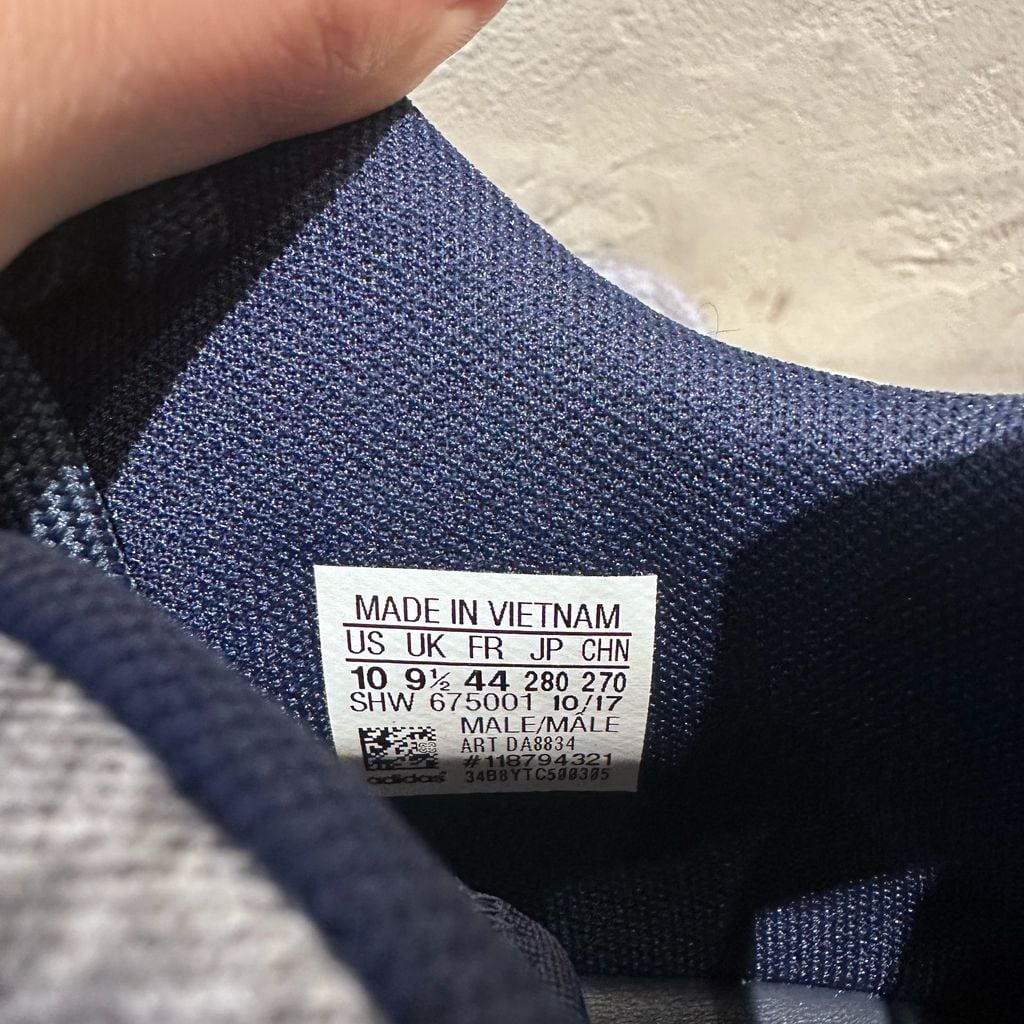 MADE IN VIETNAM
US UK FR JP CHN
10 9½ 44 280 270
SHW 675001 10/17
MALE/MÂLE
ART DA8834
#118794321
adidas 34B8YTC500305